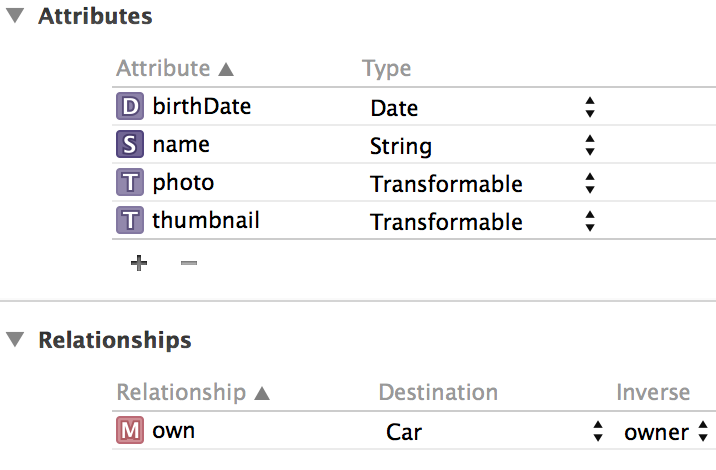 Attributes
Attribute Type
D birthDate Date
S name String
T photo Transformable
T thumbnail Transformable
Relationships
Relationship Destination Inverse
M own Car owner